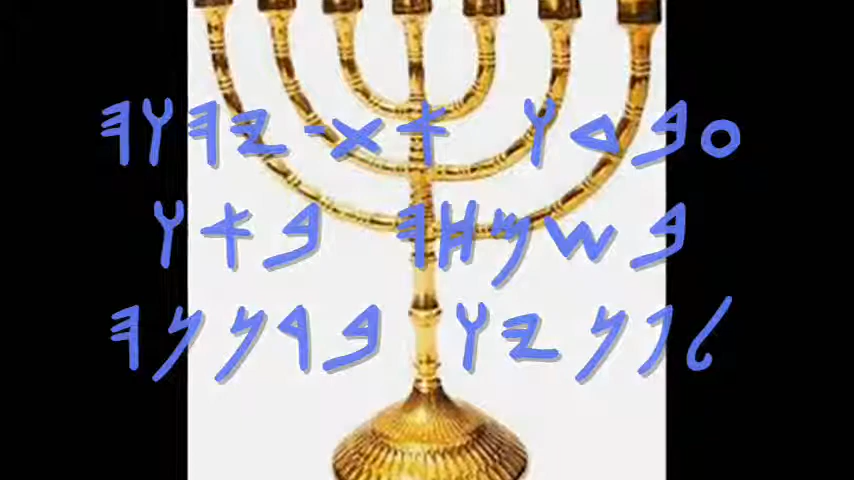 𐤏𐤁𐤃𐤅 𐤀𐤕-𐤉𐤄𐤅𐤄
𐤁𐤔𐤌𐤇𐤄 𐤁𐤀𐤅
𐤋𐤐𐤍𐤉𐤅 𐤁𐤓𐤍𐤍𐤄